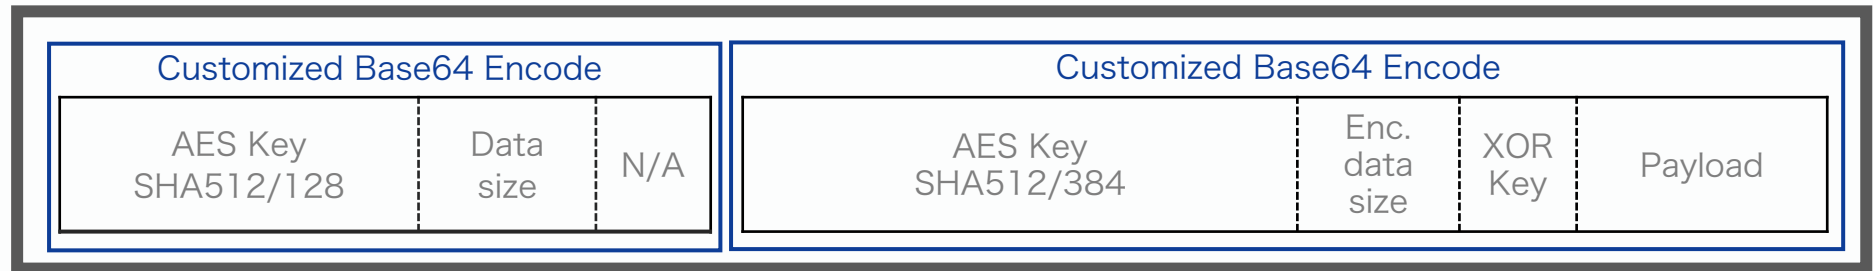 Customized Base64 Encode
AES Key
SHA512/128
Data
size
N/A
Customized Base64 Encode
AES Key
SHA512/384
Enc.
data
size
XOR
Key
Payload